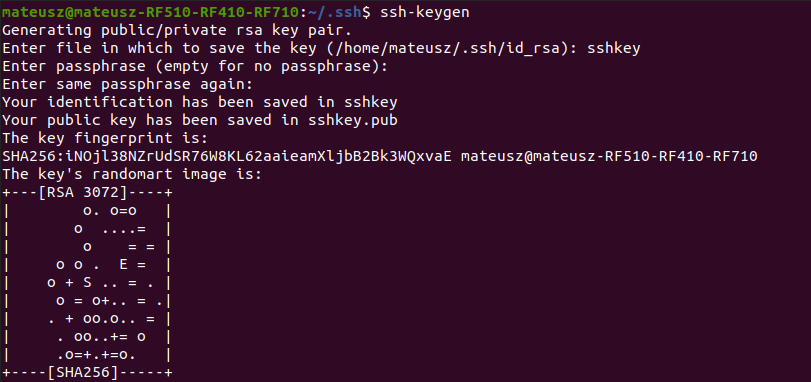 mateusz@mateusz-RF510-RF410-RF710:~/.ssh$ ssh-keygen
Generating public/private rsa key pair.
Enter file in which to save the key (/home/mateusz/.ssh/id_rsa): sshkey
Enter passphrase (empty for no passphrase):
Enter same passphrase again:
Your identification has been saved in sshkey
Your public key has been saved in sshkey.pub
The key fingerprint is:
SHA256:iNOjl38NZrUdSR76W8KL62aaieamXljbB2Bk3WQxvaE mateusz@mateusz-RF510-RF410-RF710
The key's randomart image is:
+---[RSA 3072]----+
|        o. o=o   |
|       o  ....=  |
|        o    = = |
|     o o .  E =  |
|    o + S .. = . |
|     o = o+.. = .|
|    . + oo.o.. = |
|     . oo..+= o  |
|     .o=+.+=o.   |
+----[SHA256]-----+